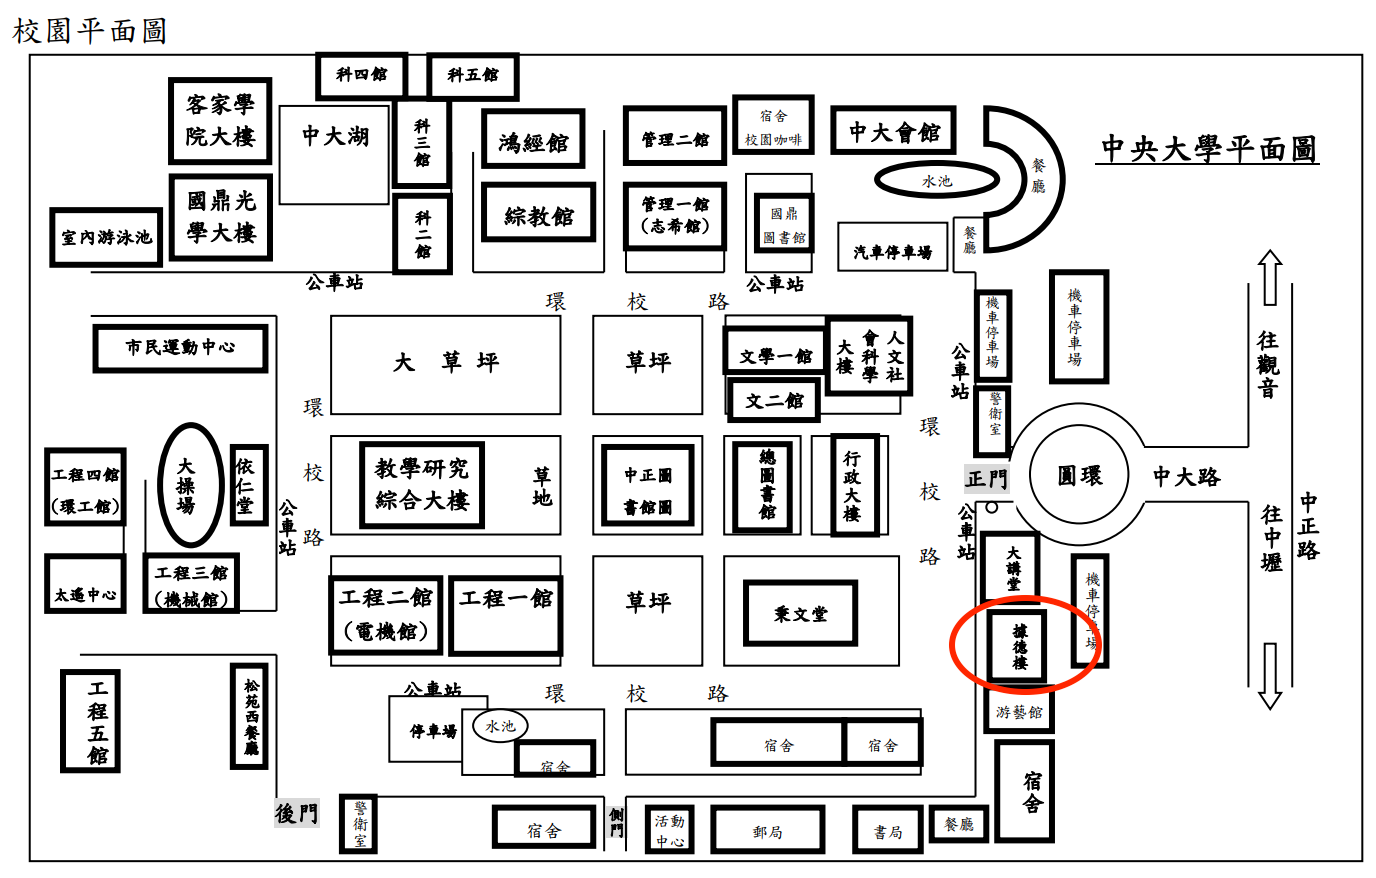 校園平面圖
中央大學平面圖
科四館
科五館
客家學
院大樓
中大湖
科三館
鴻經館
管理二館
宿舍
校園咖啡
中大會館
餐廳
水池
國鼎光
學大樓
室內游泳池
科二館
綜教館
管理一館
(志希館)
國鼎
圖書館
汽車停車場
餐廳
公車站
公車站
環 校 路
市民運動中心
大 草 坪
草坪
文學一館
文二館
人文社
會科學
大樓
公車站
機車停車場
機車停車場
警衛室
往觀音
環校路
環校路
工程四館
(環工館)
大操場
依仁堂
公車站
教學研究
綜合大樓
草地
中正圖
書館圖
總圖書館
行政大樓
正門
圓環
中大路
公車站
往中壢
中正路
太遙中心
工程三館
(機械館)
工程二館
(電機館)
工程一館
草坪
秉文堂
大講堂
機車停車場
據德樓
游藝館
工程五館
松苑西餐廳
公車站
環 校 路
停車場
水池
宿舍
宿舍
宿舍
宿舍
後門
警衛室
宿舍
側門
活動
中心
郵局
書局
餐廳